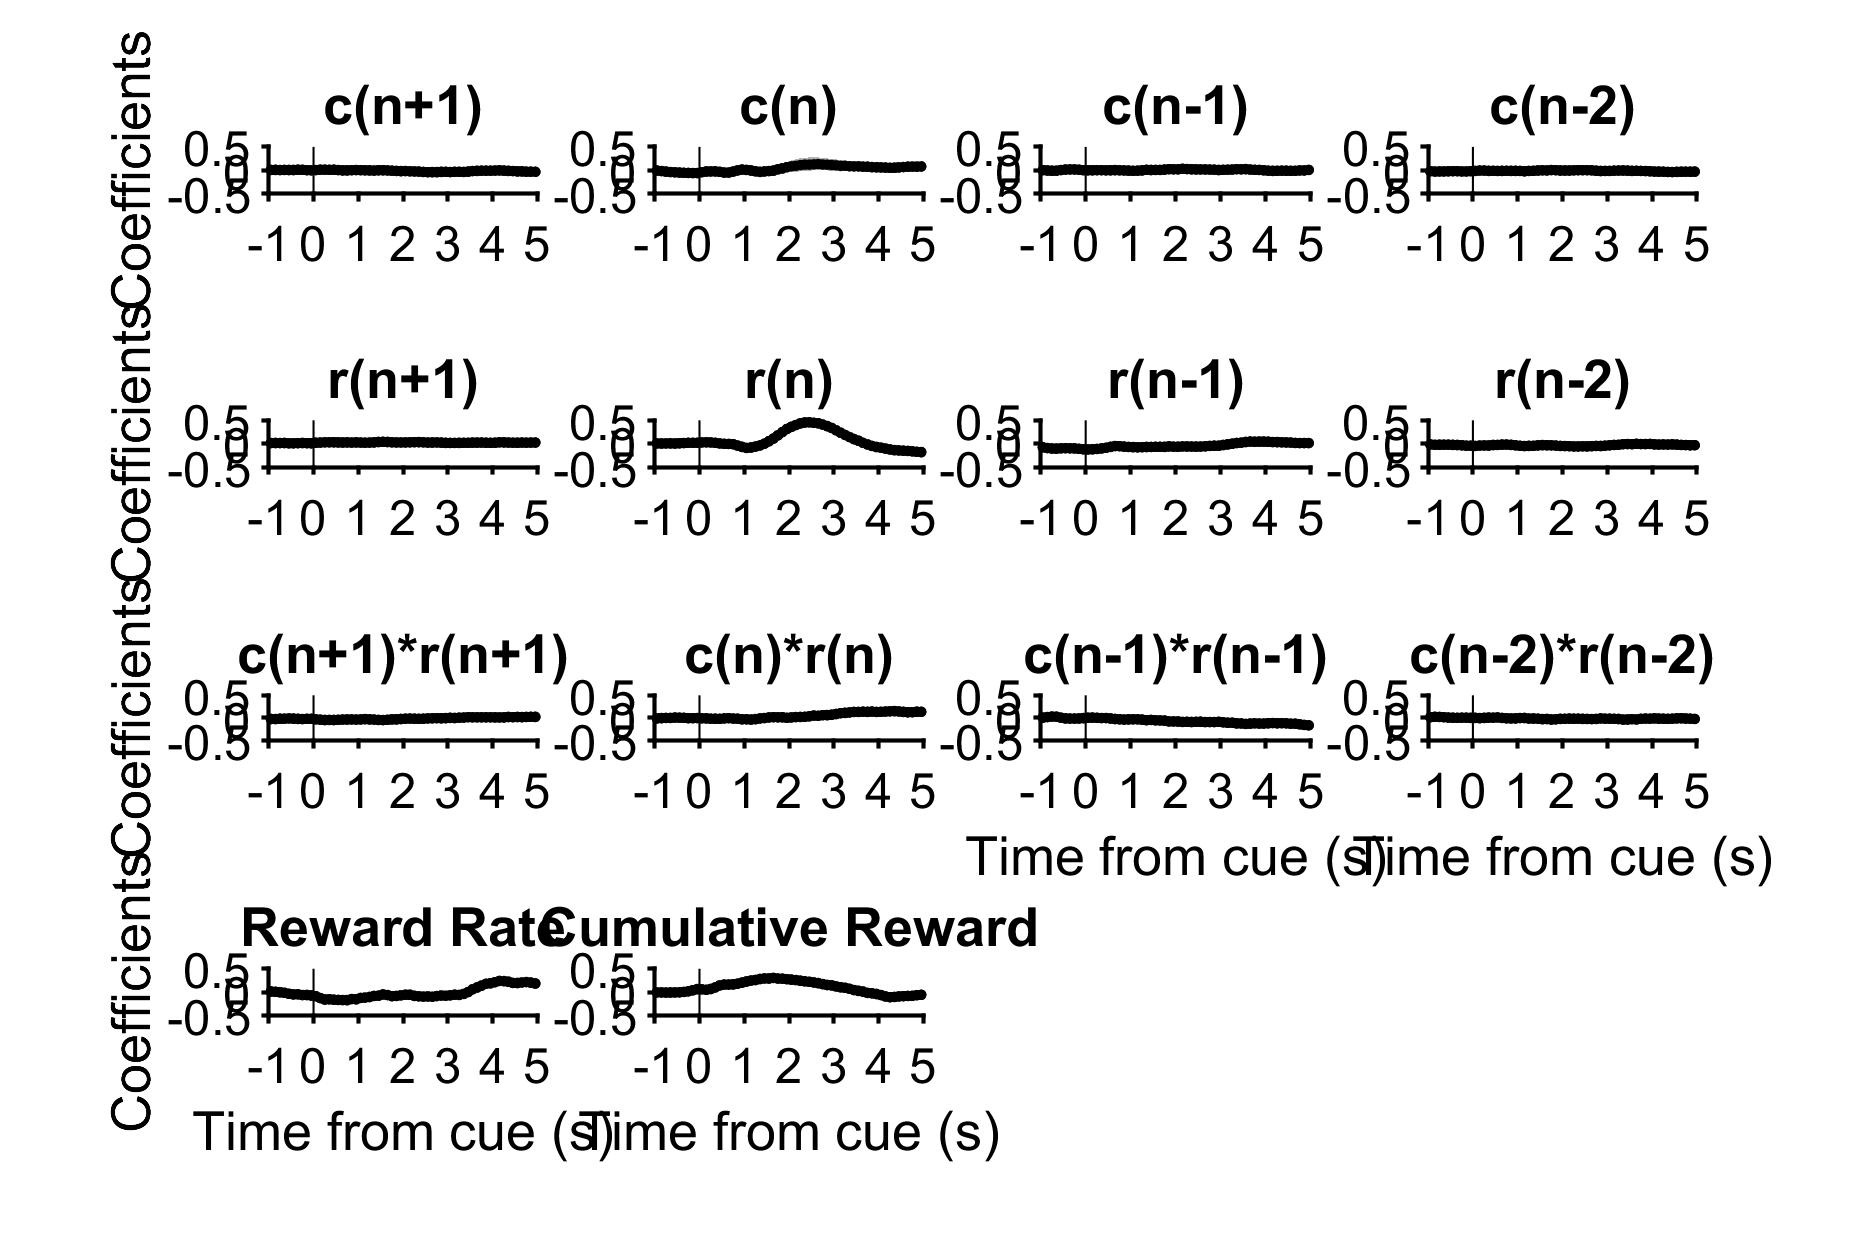 c(n+1) c(n) c(n-1) c(n-2)
Coefficients
0.5 0.5 0.5 0.5
0 0 0 0
-0.5 -0.5 -0.5 -0.5
-1 0 1 2 3 4 5 -1 0 1 2 3 4 5 -1 0 1 2 3 4 5 -1 0 1 2 3 4 5
r(n+1) r(n) r(n-1) r(n-2)
Coefficients
0.5 0.5 0.5 0.5
0 0 0 0
-0.5 -0.5 -0.5 -0.5
-1 0 1 2 3 4 5 -1 0 1 2 3 4 5 -1 0 1 2 3 4 5 -1 0 1 2 3 4 5
c(n+1)*r(n+1) c(n)*r(n) c(n-1)*r(n-1) c(n-2)*r(n-2)
Coefficients
0.5 0.5 0.5 0.5
0 0 0 0
-0.5 -0.5 -0.5 -0.5
-1 0 1 2 3 4 5 -1 0 1 2 3 4 5 -1 0 1 2 3 4 5 -1 0 1 2 3 4 5
Time from cue (s) Time from cue (s)
Reward Rate Cumulative Reward
Coefficients
0.5 0.5
0 0
-0.5 -0.5
-1 0 1 2 3 4 5 -1 0 1 2 3 4 5
Time from cue (s) Time from cue (s)